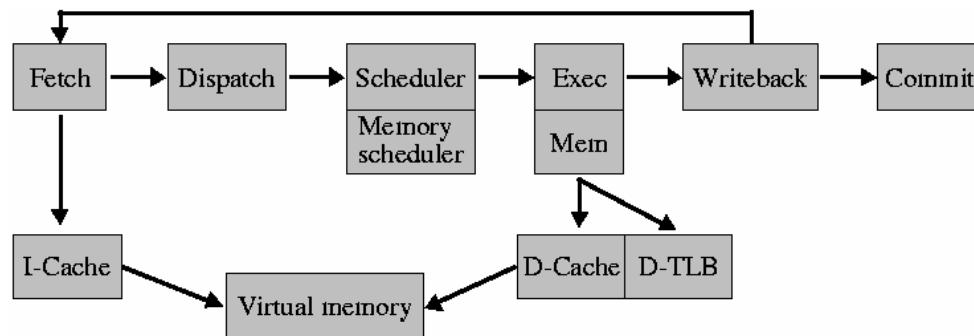 Fetch
Dispatch
Scheduler
Exec
Writeback
Commit
Memory
scheduler
Mem
I-Cache
D-Cache
D-TLB
Virtual memory